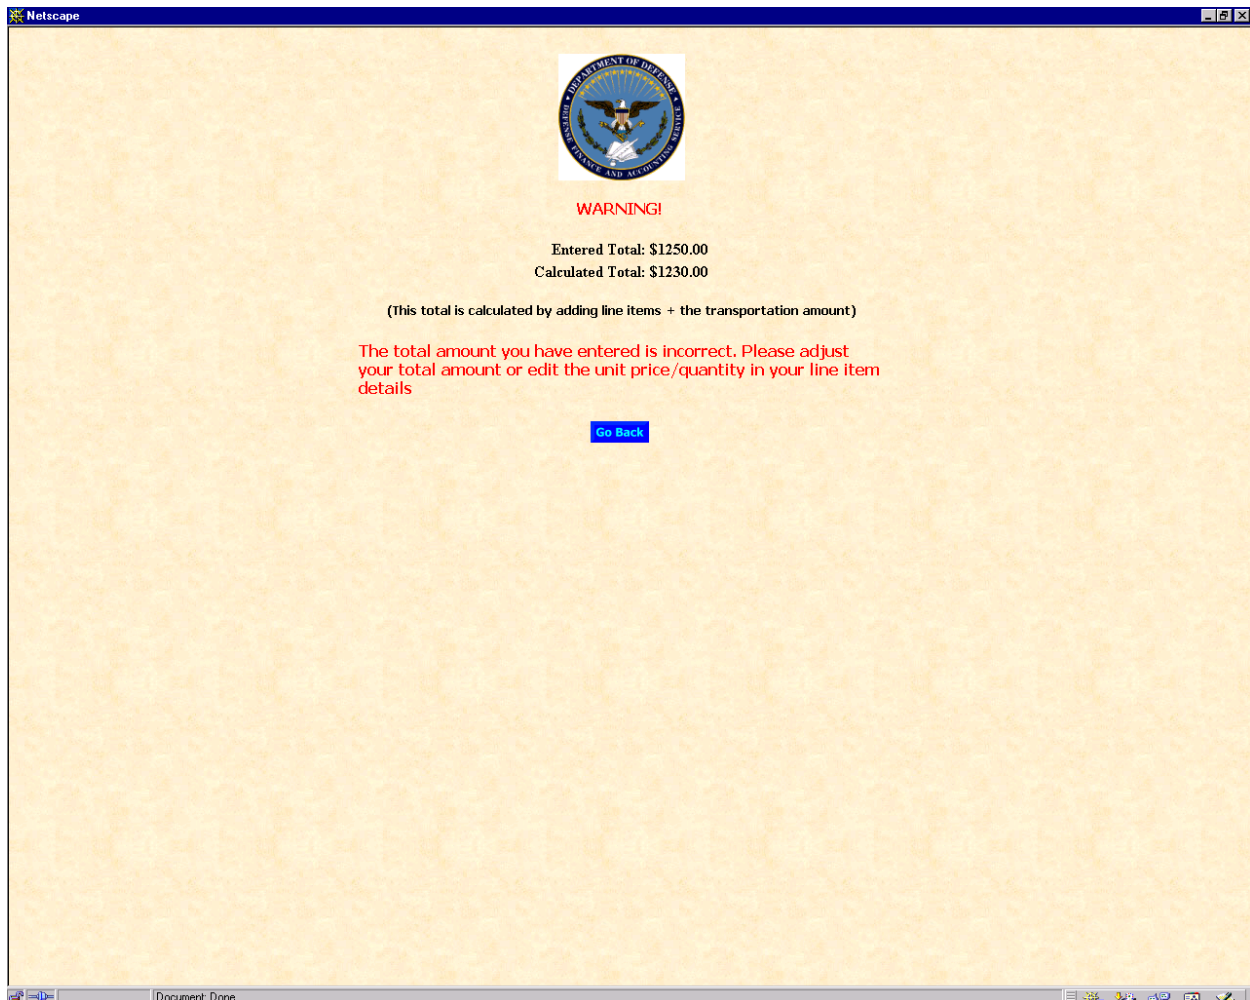 Netscape
DEPARTMENT OF DEFENSE
DEFENSE FINANCE AND ACCOUNTING SERVICE
WARNING!
Entered Total: $1250.00
Calculated Total: $1230.00
(This total is calculated by adding line items + the transportation amount)
The total amount you have entered is incorrect. Please adjust
your total amount or edit the unit price/quantity in your line item
details
Go Back
Document: Done